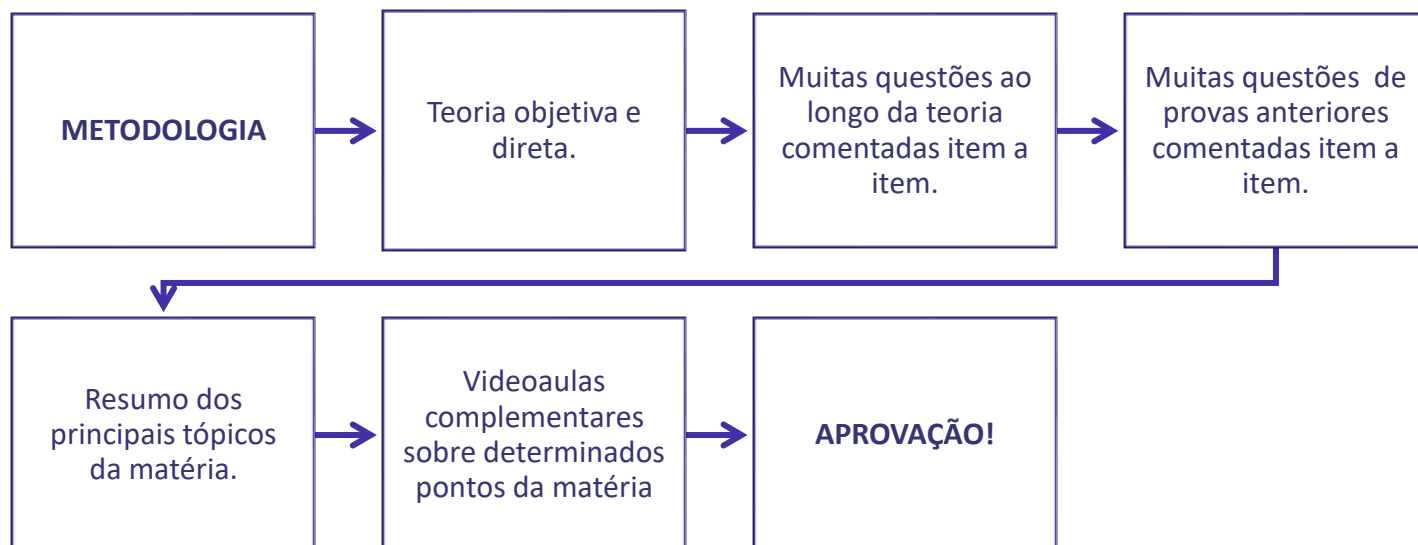 METODOLOGIA
Teoria objetiva e
direta.
Muitas questões ao
longo da teoria
comentadas item a
item.
Muitas questões de
provas anteriores
comentadas item a
item.
Resumo dos
principais tópicos
da matéria.
Videoaulas
complementares
sobre determinados
pontos da matéria
APROVAÇÃO!